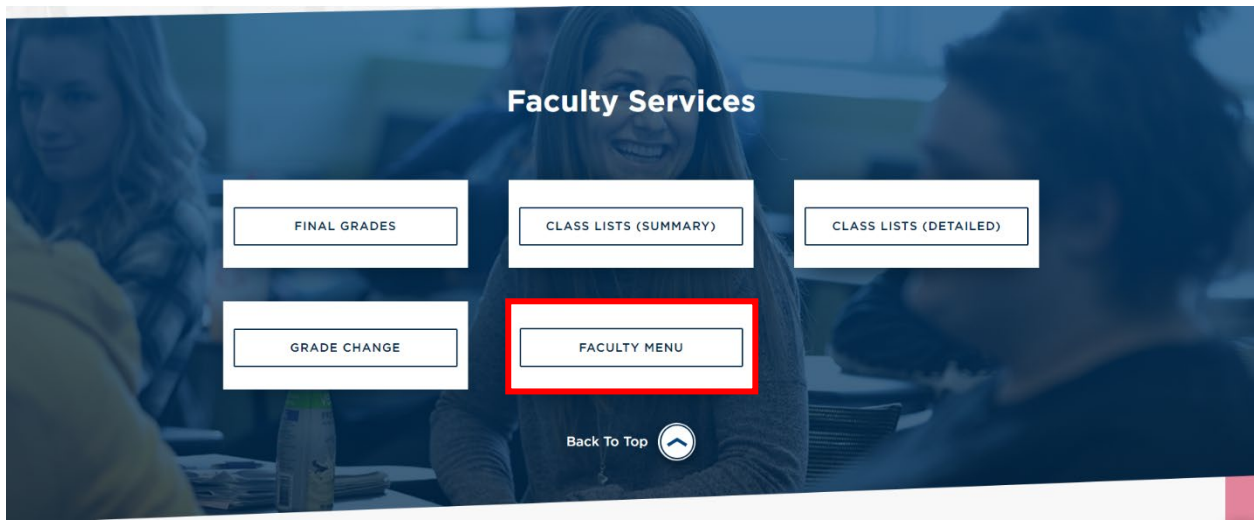 Faculty Services
FINAL GRADES
CLASS LISTS (SUMMARY)
CLASS LISTS (DETAILED)
GRADE CHANGE
FACULTY MENU
Back To Top